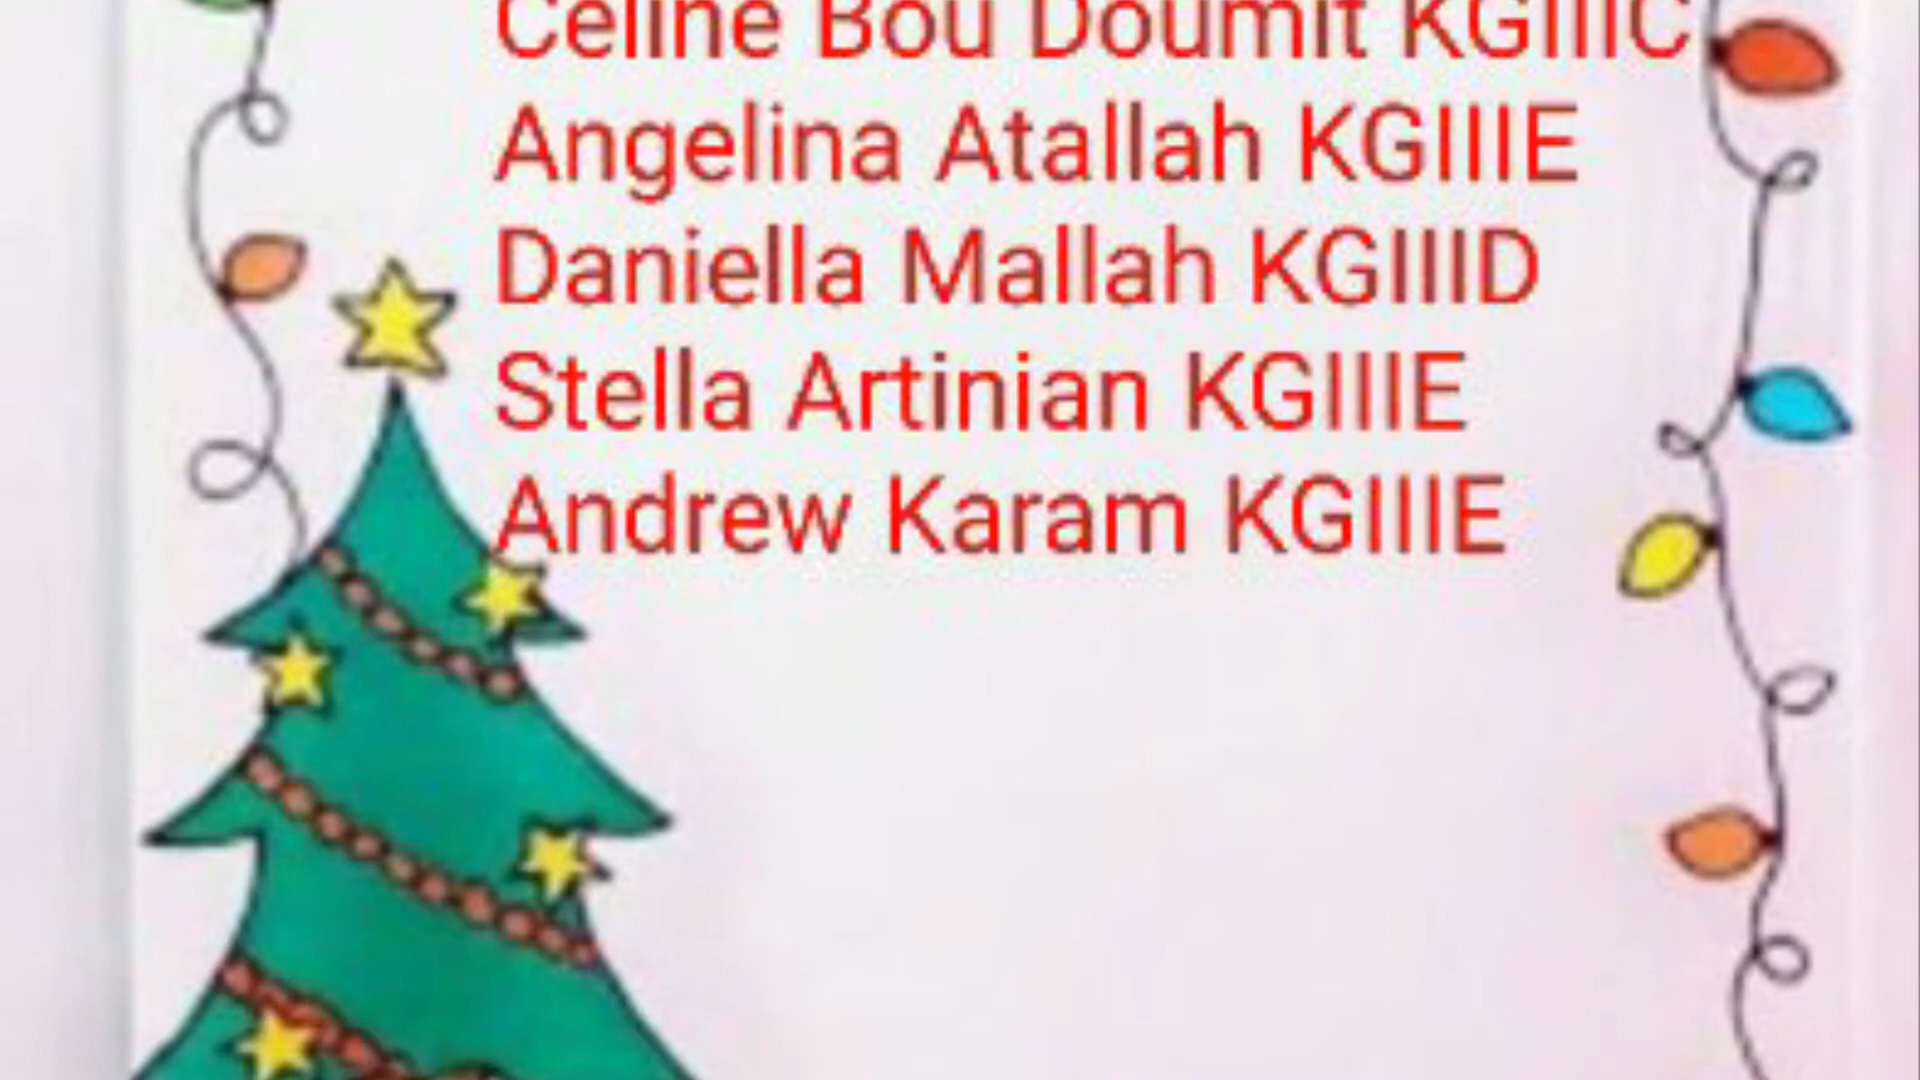 Celine Bou Doumit KGIIIC
Angelina Atallah KGIIIE
Daniella Mallah KGIIID
Stella Artinian KGIIIE
Andrew Karam KGIIIE